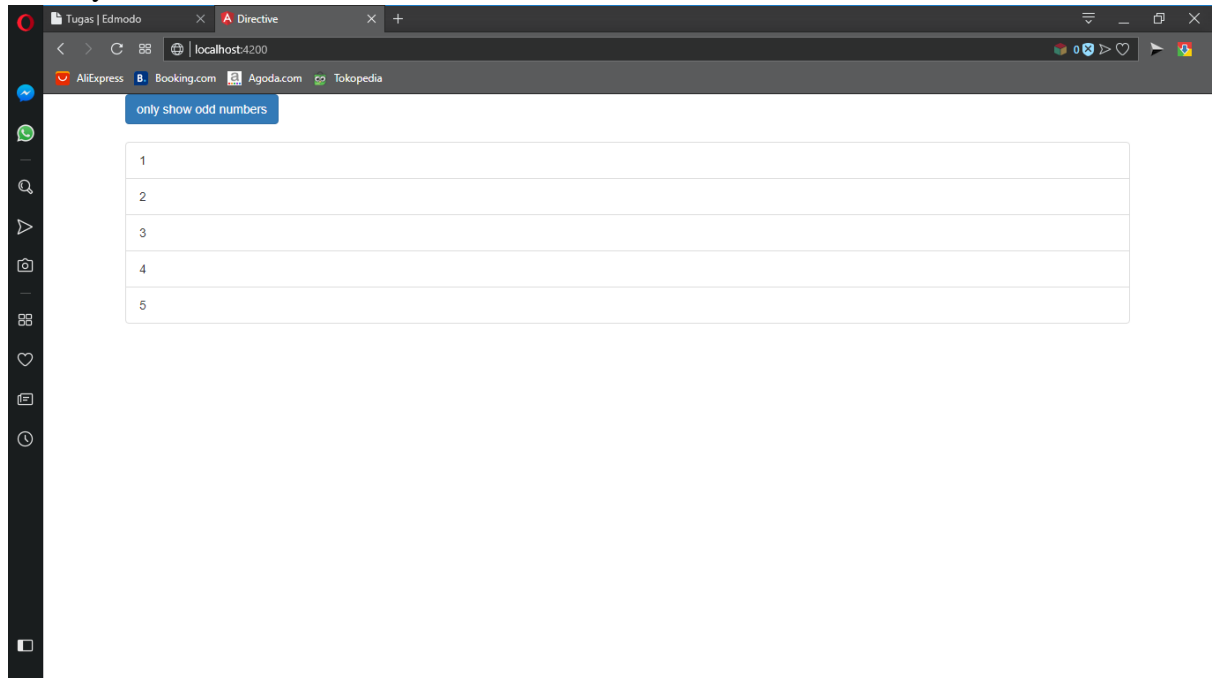 Tugas | Edmodo
Directive
localhost:4200
0
AliExpress B. Booking.com a Agoda.com Tokopedia
only show odd numbers
1
2
3
4
5